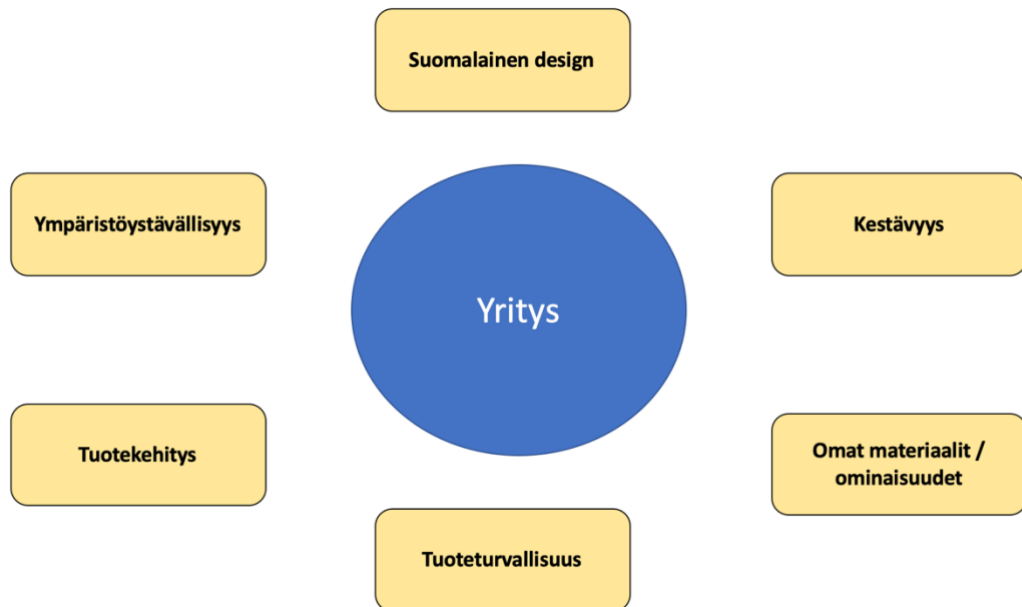 Suomalainen design
Ympäristöystävällisyys
Kestävyys
Yritys
Tuotekehitys
Omat materiaalit /
ominaisuudet
Tuoteturvallisuus